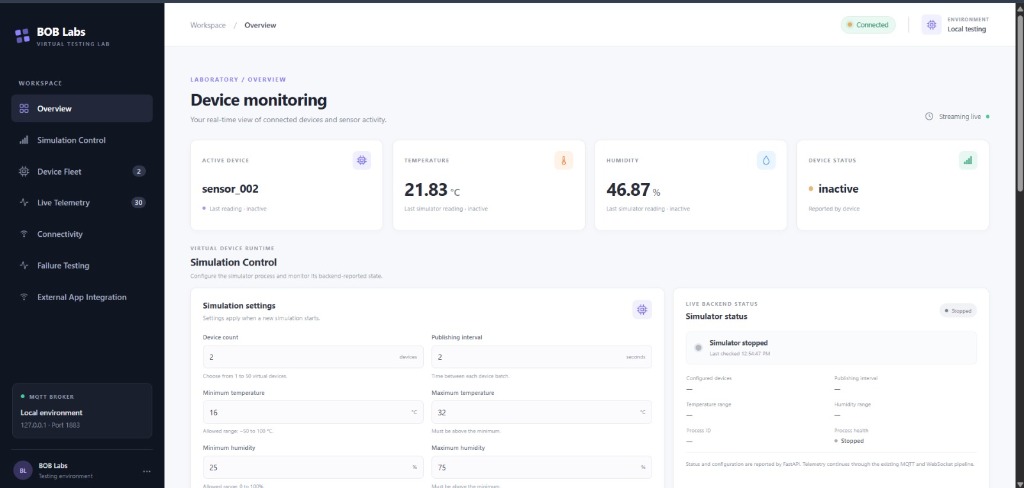 BOB Labs
VIRTUAL TESTING LAB
WORKSPACE
Overview
Simulation Control
Device Fleet 2
Live Telemetry 30
Connectivity
Failure Testing
External App Integration
MQTT BROKER
Local environment
127.0.0.1 · Port 1883
BL
BOB Labs
Testing environment
Workspace / Overview
Connected
ENVIRONMENT
Local testing
LABORATORY / OVERVIEW
Device monitoring
Your real-time view of connected devices and sensor activity.
Streaming live
ACTIVE DEVICE
sensor_002
Last reading · inactive
TEMPERATURE
21.83 °C
Last simulator reading · inactive
HUMIDITY
46.87 %
Last simulator reading · inactive
DEVICE STATUS
inactive
Reported by device
VIRTUAL DEVICE RUNTIME
Simulation Control
Configure the simulator process and monitor its backend-reported state.
Simulation settings
Settings apply when a new simulation starts.
Device count
2 devices
Choose from 1 to 50 virtual devices.
Publishing interval
2 seconds
Time between each device batch.
Minimum temperature
16 °C
Allowed range: -50 to 100 °C.
Maximum temperature
32 °C
Must be above the minimum.
Minimum humidity
25 %
Allowed range: 0 to 100%.
Maximum humidity
75 %
Must be above the minimum.
LIVE BACKEND STATUS
Simulator status
Stopped
Simulator stopped
Last checked 12:54:47 PM
Configured devices
—
Publishing interval
—
Temperature range
—
Humidity range
—
Process ID
—
Process health
Stopped
Status and configuration are reported by FastAPI. Telemetry continues through the existing MQTT and WebSocket pipeline.